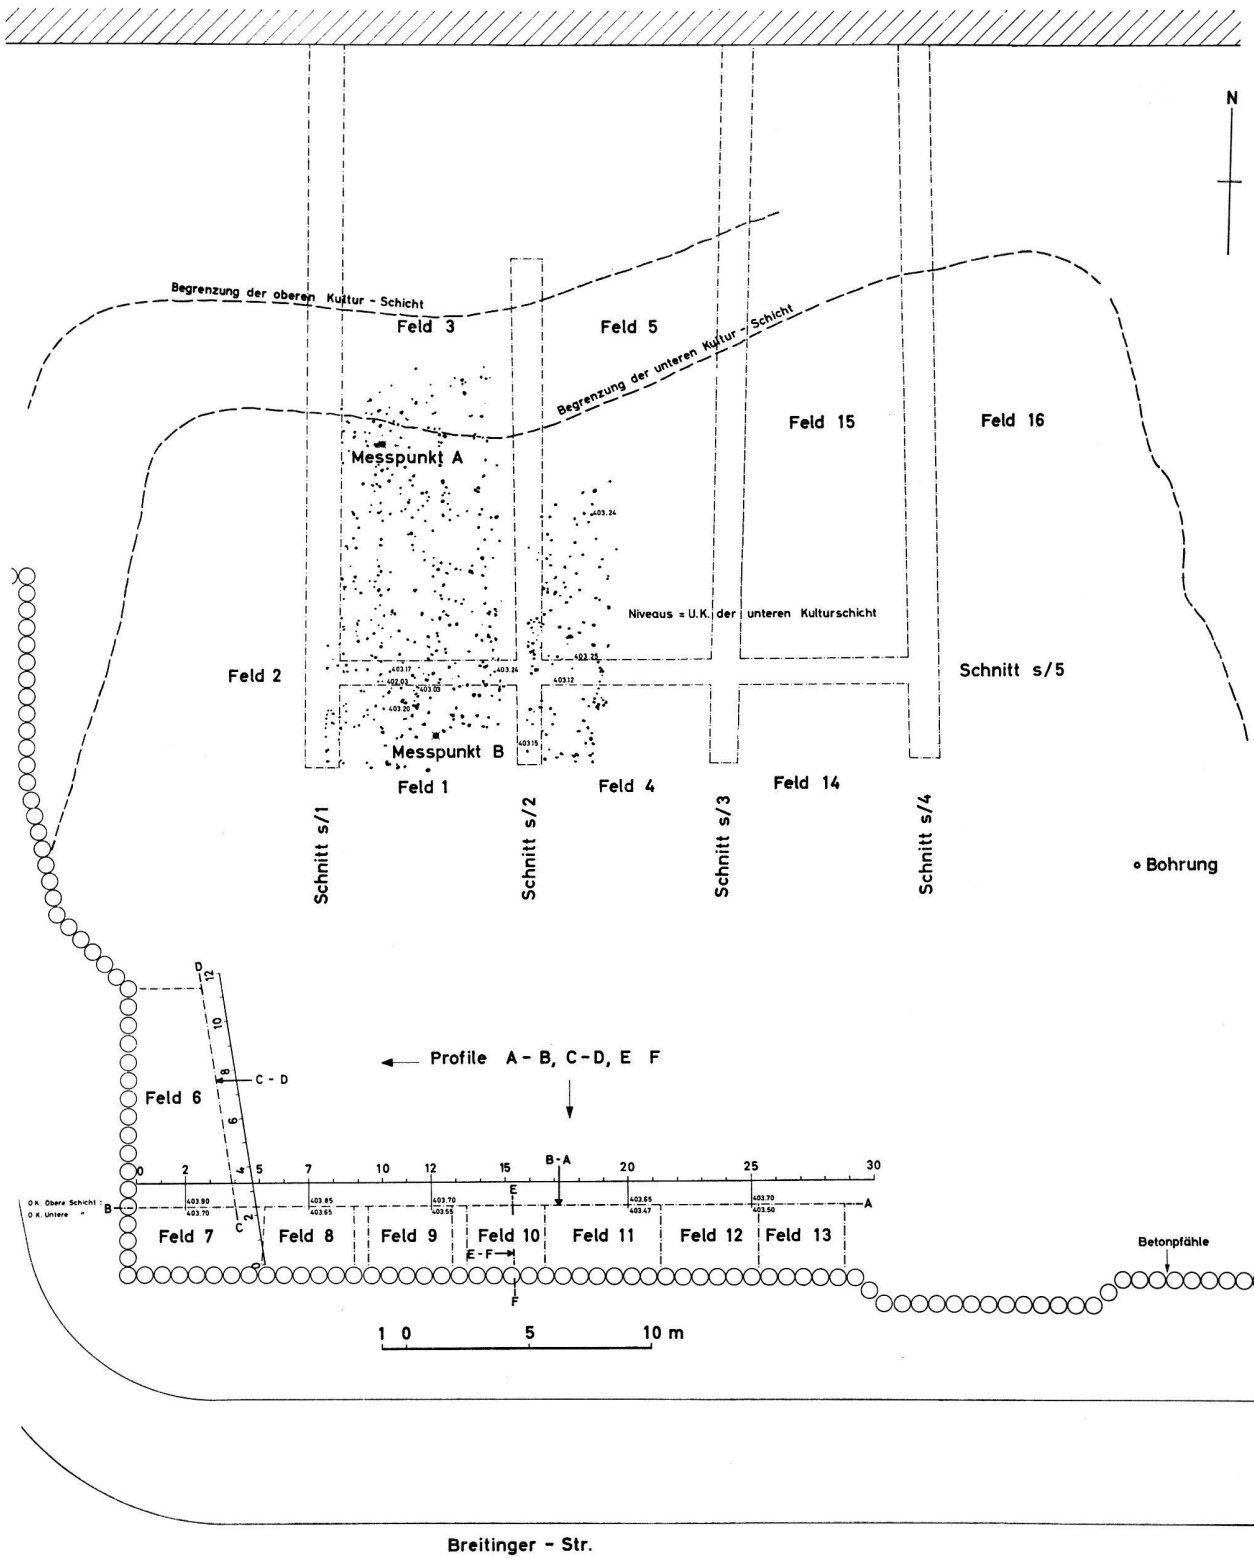 N
Begrenzung der oberen Kultur - Schicht
Feld 3
Feld 5
Begrenzung der unteren Kultur - Schicht
Feld 15
Feld 16
Messpunkt A
403.24
Niveaus = U.K. der unteren Kulturschicht
Feld 2
403.17
403.24
403.25
Schnitt s/5
402.03
403.03
403.12
403.20
Messpunkt B
403.15
Feld 1
Feld 4
Feld 14
Schnitt s/1
Schnitt s/2
Schnitt s/3
Schnitt s/4
Bohrung
D
12
10
8
C - D
6
4
2
0
C
Feld 6
Profile A - B, C - D, E F
0 2 5 7 10 12 15 B - A 20 25 30
E
O K. Obere Schicht :
403.90 403.85 403.70 403.65 403.70
B A
O K. Untere "
403.70 403.65 403.55 403.47 403.50
Feld 7 Feld 8 Feld 9 Feld 10 Feld 11 Feld 12 Feld 13
E - F
F
Betonpfähle
1 0 5 10 m
Breitinger - Str.